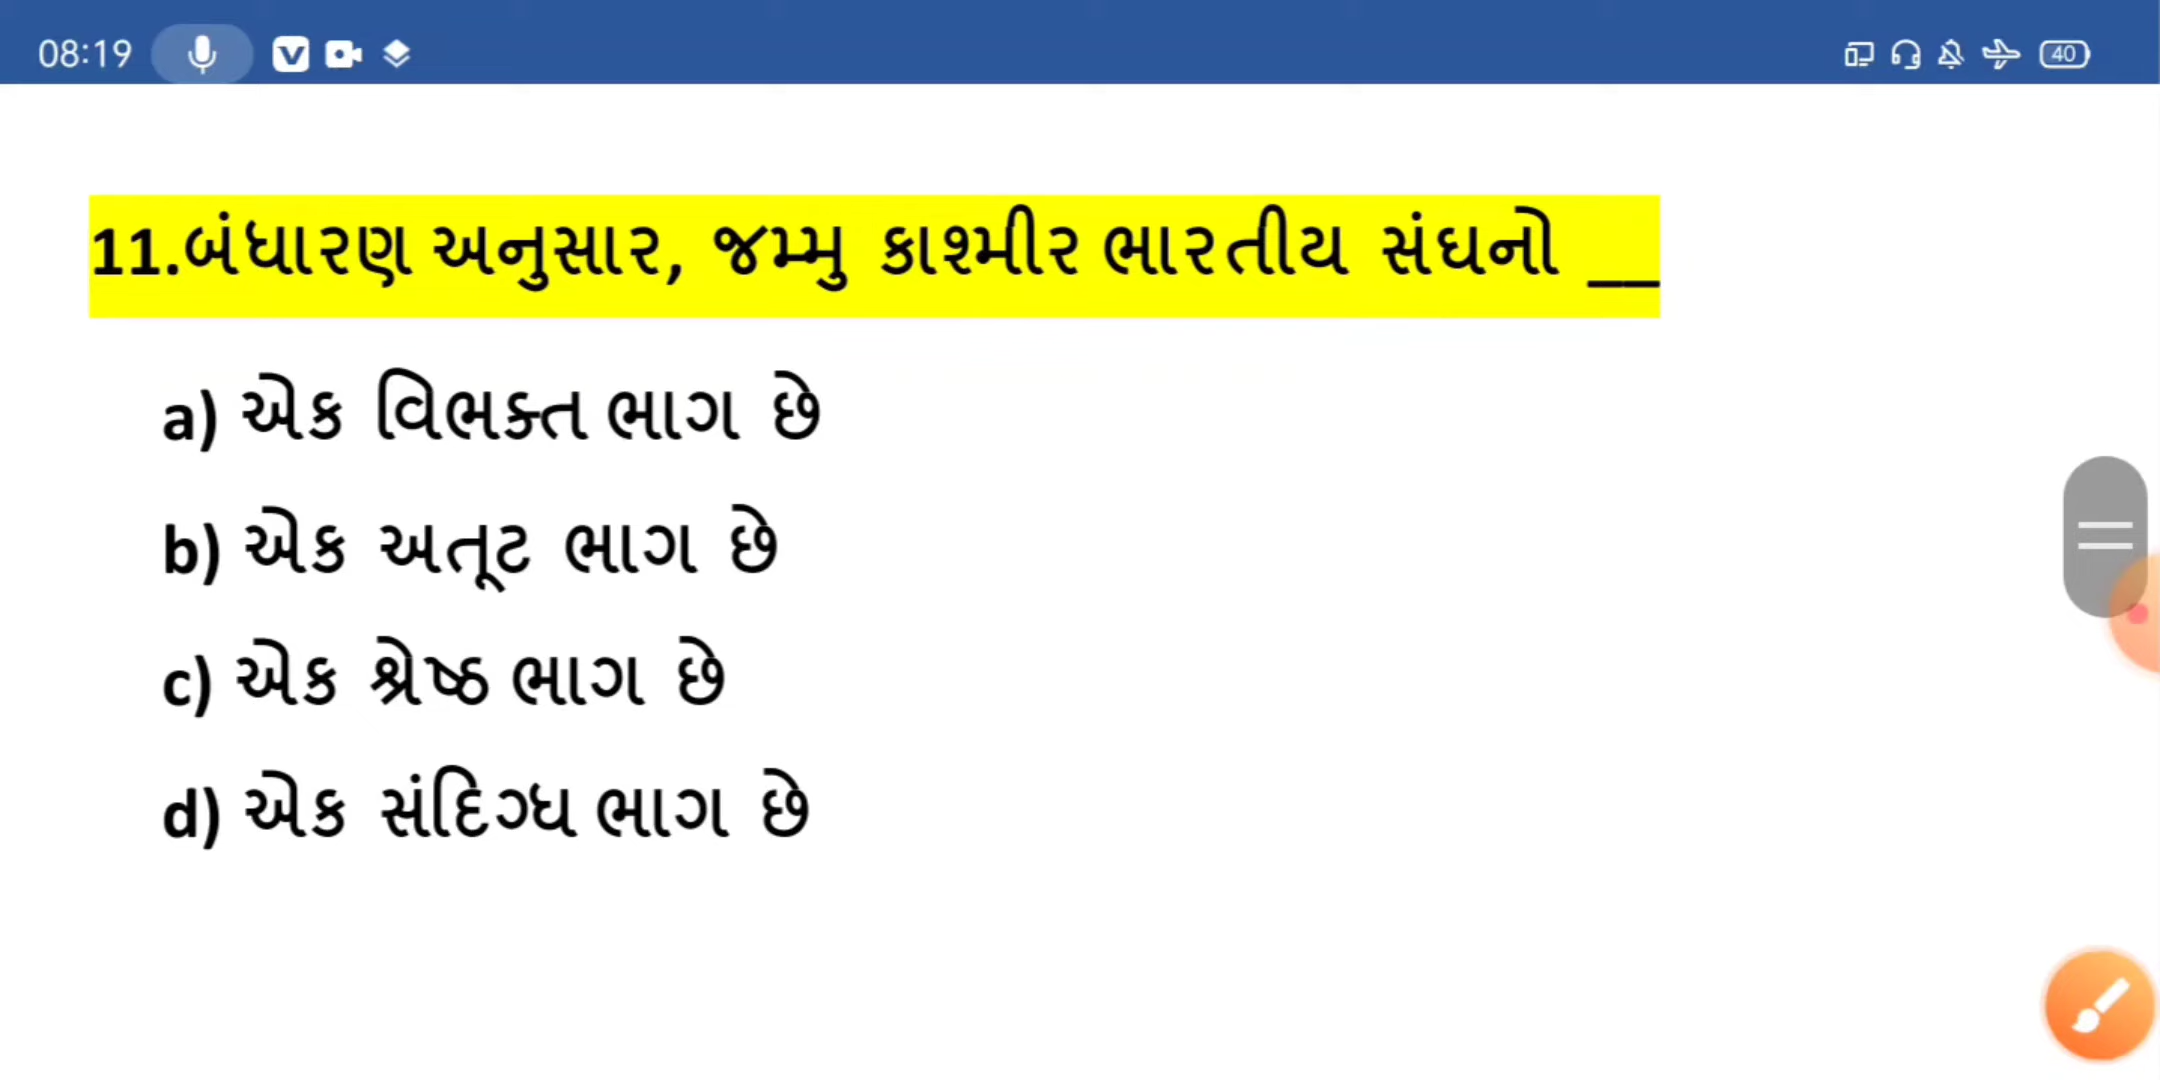 08:19
40
11.બંધારણ અનુસાર, જમ્મુ કાશ્મીર ભારતીય સંઘનો __
a) એક વિભક્ત ભાગ છે
b) એક અતૂટ ભાગ છે
c) એક શ્રેષ્ઠ ભાગ છે
d) એક સંદિગ્ધ ભાગ છે